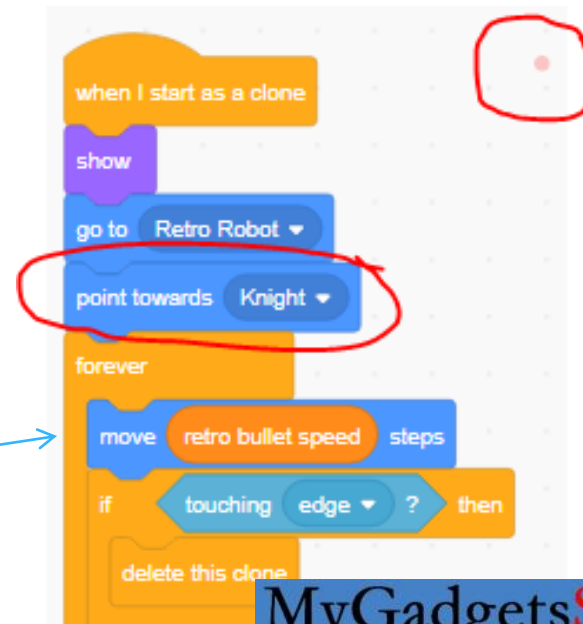 when I start as a clone
show
go to Retro Robot
point towards Knight
forever
move retro bullet speed steps
if touching edge ? then
delete this clone
MyGadgets